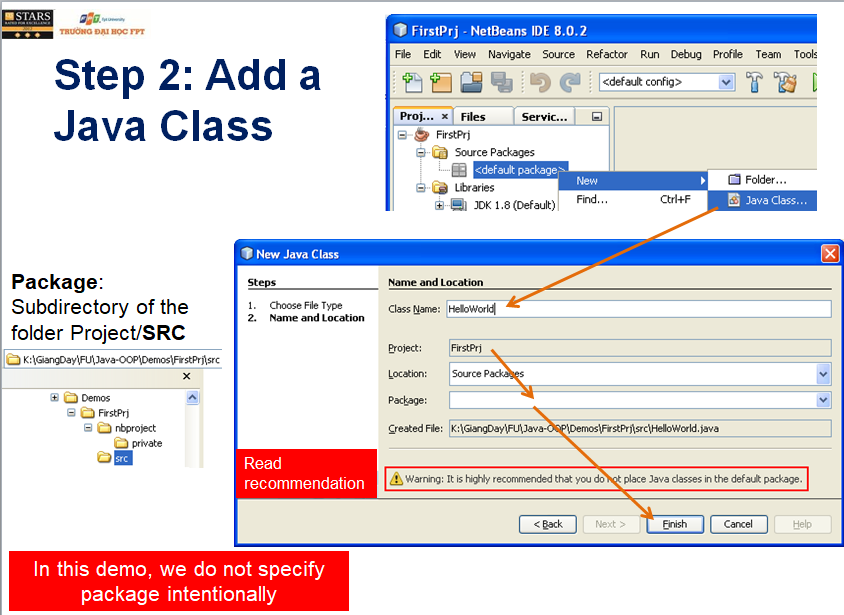 STARS
RATED FOR EXCELLENCE
2012
FPT. Fpt University
TRƯỜNG ĐẠI HỌC FPT
Step 2: Add a
Java Class
FirstPrj - NetBeans IDE 8.0.2
File Edit View Navigate Source Refactor Run Debug Profile Team Tools
<default config>
Proj... × Files Servic...
FirstPrj
Source Packages
<default package>
Libraries
JDK 1.8 (Default)
New
Find... Ctrl+F
Folder...
Java Class...
Package:
Subdirectory of the
folder Project/SRC
K:\GiangDay\FU\Java-OOP\Demos\FirstPrj\src
Demos
FirstPrj
nbproject
private
src
New Java Class
Steps
1. Choose File Type
2. Name and Location
Name and Location
Class Name: HelloWorld
Project: FirstPrj
Location: Source Packages
Package:
Created File: K:\GiangDay\FU\Java-OOP\Demos\FirstPrj\src\HelloWorld.java
Read
recommendation
Warning: It is highly recommended that you do not place Java classes in the default package.
< Back Next > Finish Cancel Help
In this demo, we do not specify
package intentionally